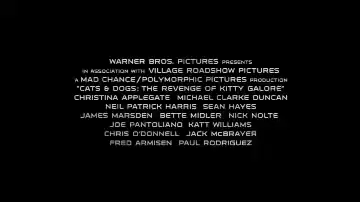 WARNER BROS. PICTURES PRESENTS
IN ASSOCIATION WITH VILLAGE ROADSHOW PICTURES
A MAD CHANCE/POLYMORPHIC PICTURES PRODUCTION
"CATS & DOGS: THE REVENGE OF KITTY GALORE"
CHRISTINA APPLEGATE MICHAEL CLARKE DUNCAN
NEIL PATRICK HARRIS SEAN HAYES
JAMES MARSDEN BETTE MIDLER NICK NOLTE
JOE PANTOLIANO KATT WILLIAMS
CHRIS O'DONNELL JACK McBRAYER
FRED ARMISEN PAUL RODRIGUEZ